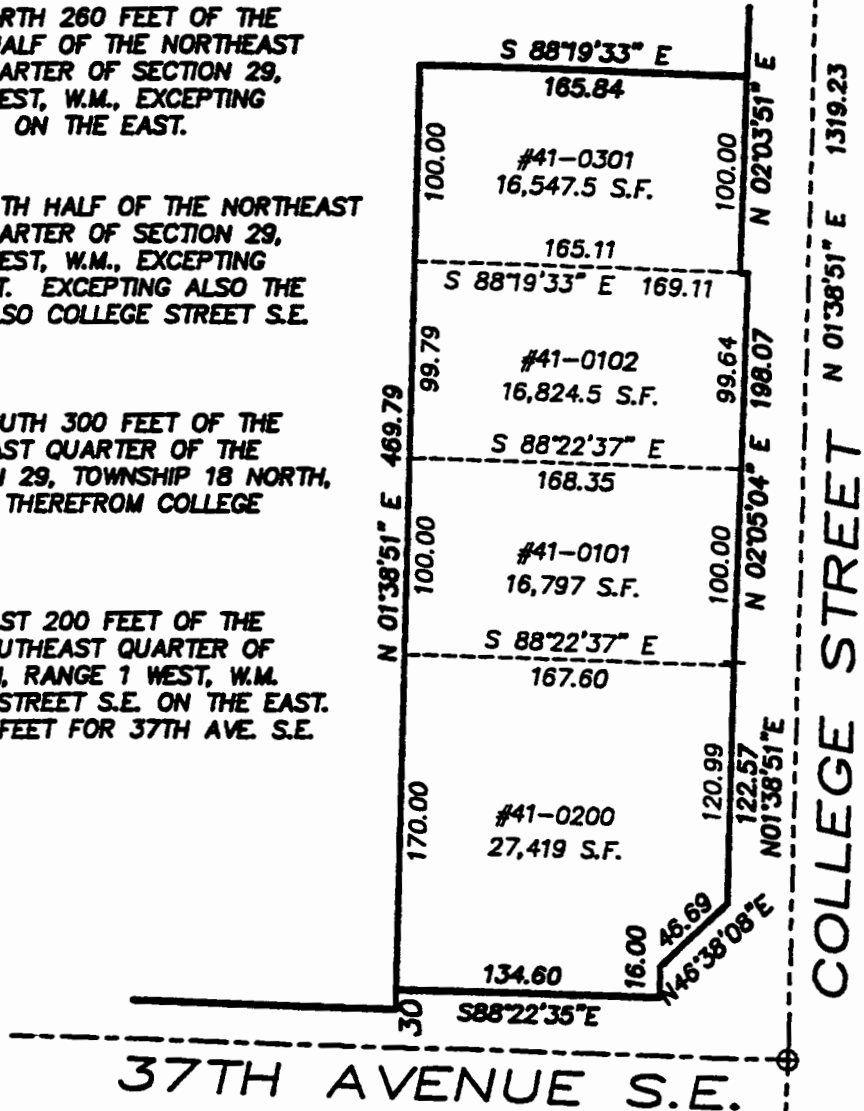 RTH 260 FEET OF THE
HALF OF THE NORTHEAST
ARTER OF SECTION 29,
EST, W.M., EXCEPTING
ON THE EAST.
TH HALF OF THE NORTHEAST
ARTER OF SECTION 29,
EST, W.M., EXCEPTING
T. EXCEPTING ALSO THE
LSO COLLEGE STREET S.E.
UTH 300 FEET OF THE
AST QUARTER OF THE
N 29, TOWNSHIP 18 NORTH,
THEREFROM COLLEGE
ST 200 FEET OF THE
UTHEAST QUARTER OF
, RANGE 1 WEST, W.M.
STREET S.E. ON THE EAST.
FEET FOR 37TH AVE. S.E.
S 88°19'33" E
165.84
100.00
#41-0301
16,547.5 S.F.
100.00
N 02°03'51" E
165.11
S 88°19'33" E 169.11
99.79
#41-0102
16,824.5 S.F.
99.64
N 02°05'04" E 198.07
S 88°22'37" E
168.35
N 01°38'51" E 469.79
100.00
#41-0101
16,797 S.F.
100.00
S 88°22'37" E
167.60
170.00
#41-0200
27,419 S.F.
120.99
122.57
N01°38'51"E
46.69
N46°38'08"E
16.00
134.60
S88°22'35"E
30
N 01°38'51" E 1319.23
COLLEGE STREET
37TH AVENUE S.E.